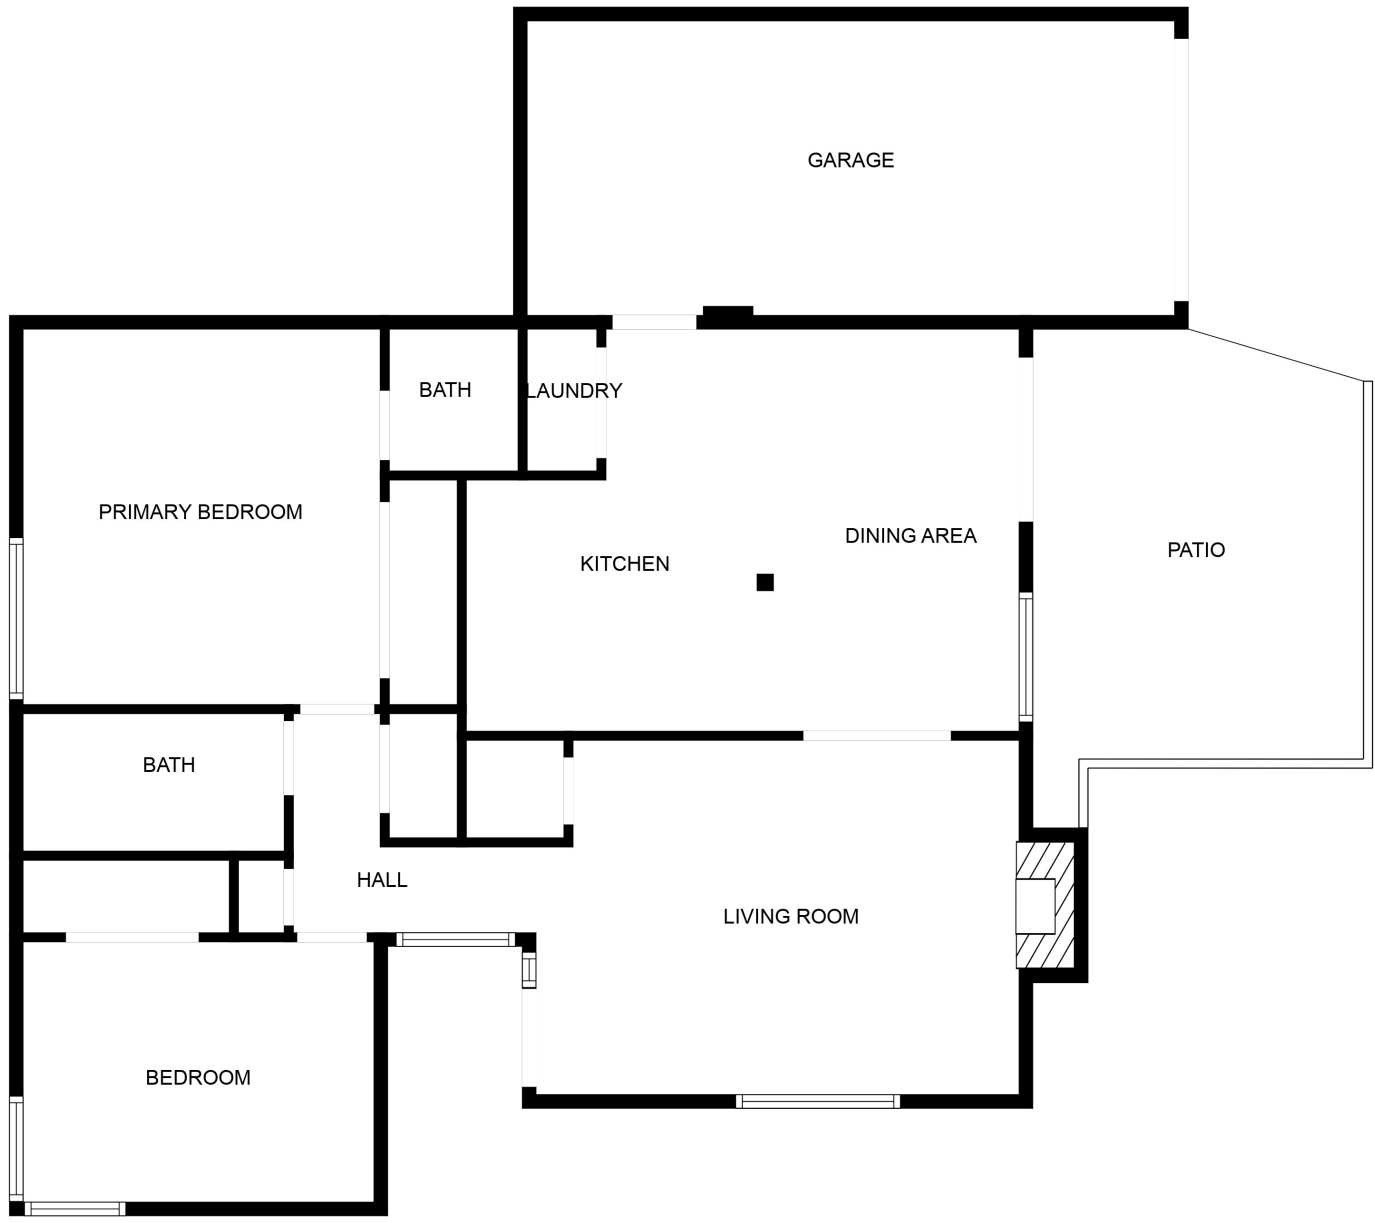 GARAGE
BATH
LAUNDRY
PRIMARY BEDROOM
DINING AREA
KITCHEN
PATIO
BATH
HALL
LIVING ROOM
BEDROOM